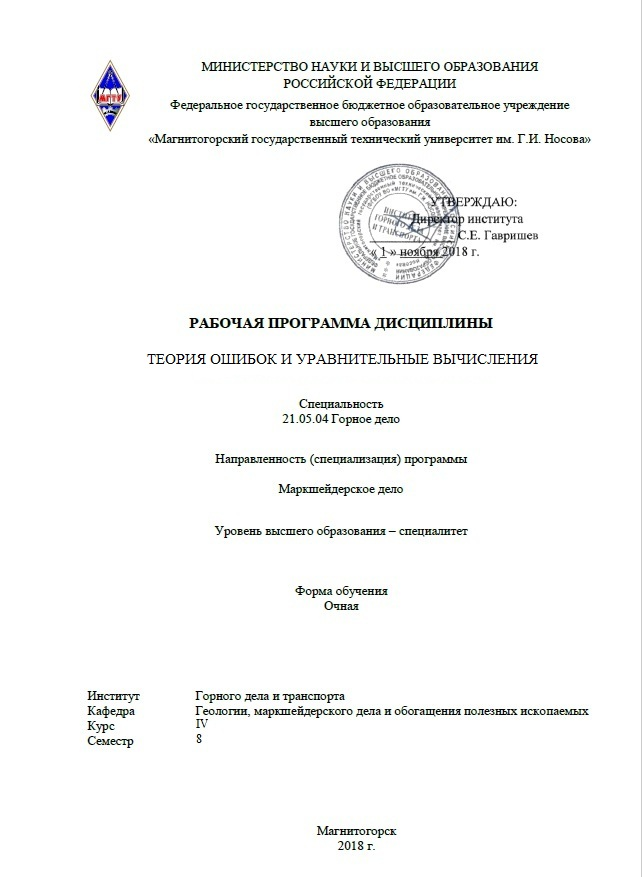 МИНИСТЕРСТВО НАУКИ И ВЫСШЕГО ОБРАЗОВАНИЯ
РОССИЙСКОЙ ФЕДЕРАЦИИ
Федеральное государственное бюджетное образовательное учреждение
высшего образования
«Магнитогорский государственный технический университет им. Г.И. Носова»
МГТУ
УТВЕРЖДАЮ:
Директор института
С.Е. Гавришев
« 1 » ноября 2018 г.
РАБОЧАЯ ПРОГРАММА ДИСЦИПЛИНЫ
ТЕОРИЯ ОШИБОК И УРАВНИТЕЛЬНЫЕ ВЫЧИСЛЕНИЯ
Специальность
21.05.04 Горное дело
Направленность (специализация) программы
Маркшейдерское дело
Уровень высшего образования – специалитет
Форма обучения
Очная
Институт Горного дела и транспорта
Кафедра Геологии, маркшейдерского дела и обогащения полезных ископаемых
Курс IV
Семестр 8
Магнитогорск
2018 г.